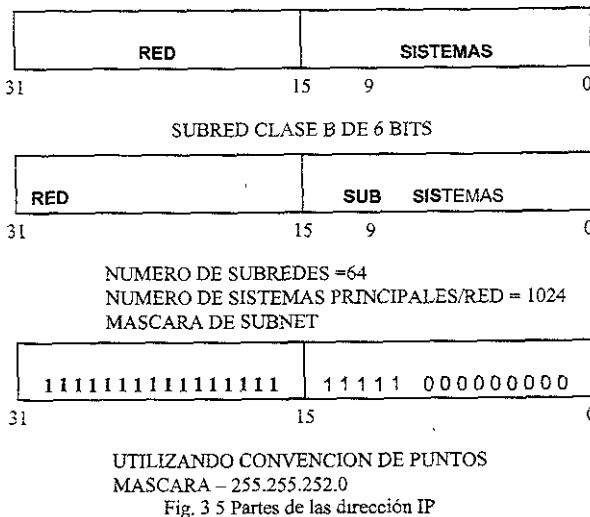 RED SISTEMAS
31 15 9 0
SUBRED CLASE B DE 6 BITS
RED SUB SISTEMAS
31 15 9 0
NUMERO DE SUBREDES =64
NUMERO DE SISTEMAS PRINCIPALES/RED = 1024
MASCARA DE SUBNET
1111111111111111 11111 000000000
31 15 0
UTILIZANDO CONVENCION DE PUNTOS
MASCARA – 255.255.252.0
Fig. 3 5 Partes de las dirección IP